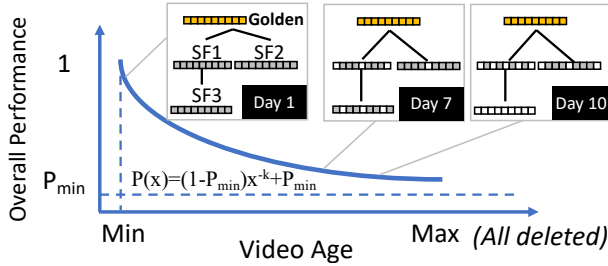 Golden
SF1 SF2
SF3
Day 1
Day 7
Day 10
1
P(x)=(1-Pmin)x^-k+Pmin
Pmin
Overall Performance
Min
Video Age
Max (All deleted)